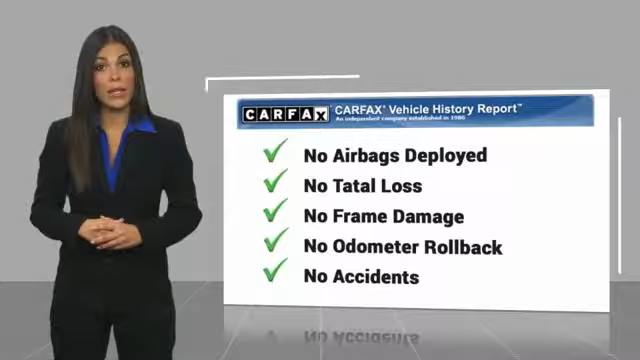 CARFAX CARFAX® Vehicle History Report™
An independent company established in 1986
No Airbags Deployed
No Tatal Loss
No Frame Damage
No Odometer Rollback
No Accidents